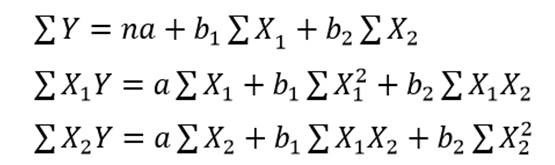 ∑Y = na + b₁ ∑X₁ + b₂ ∑X₂
∑X₁Y = a ∑X₁ + b₁ ∑X₁² + b₂ ∑X₁X₂
∑X₂Y = a ∑X₂ + b₁ ∑X₁X₂ + b₂ ∑X₂²